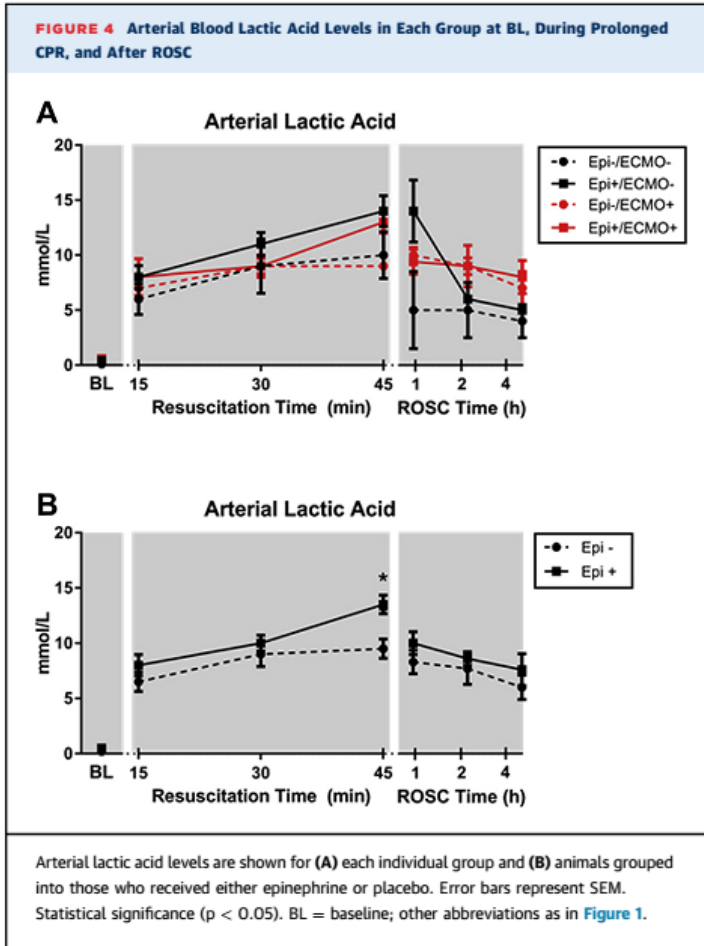 FIGURE 4 Arterial Blood Lactic Acid Levels in Each Group at BL, During Prolonged
CPR, and After ROSC
A
Arterial Lactic Acid
20
15
10
5
0
mmol/L
BL
15
30
45
Resuscitation Time (min)
1
2
4
ROSC Time (h)
Epi-/ECMO-
Epi+/ECMO-
Epi-/ECMO+
Epi+/ECMO+
B
Arterial Lactic Acid
20
15
10
5
0
mmol/L
*
BL
15
30
45
Resuscitation Time (min)
1
2
4
ROSC Time (h)
Epi -
Epi +
Arterial lactic acid levels are shown for (A) each individual group and (B) animals grouped
into those who received either epinephrine or placebo. Error bars represent SEM.
Statistical significance (p < 0.05). BL = baseline; other abbreviations as in Figure 1.